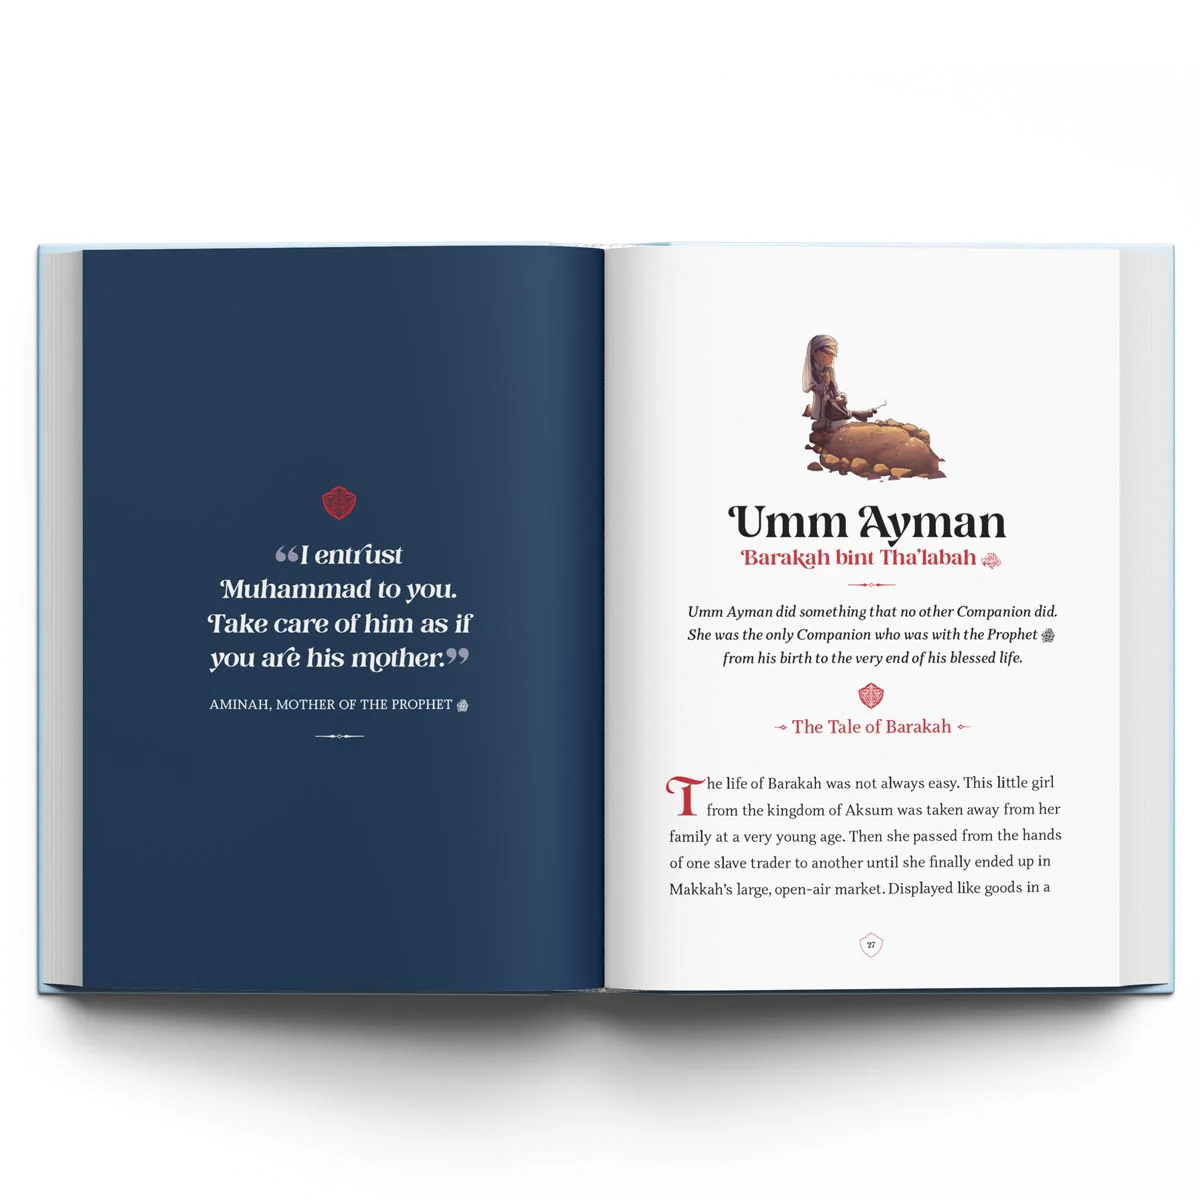 “I entrust
Muhammad to you.
Take care of him as if
you are his mother.”
AMINAH, MOTHER OF THE PROPHET ﷺ
Umm Ayman
Barakah bint Tha’labah
Umm Ayman did something that no other Companion did.
She was the only Companion who was with the Prophet ﷺ
from his birth to the very end of his blessed life.
The Tale of Barakah
The life of Barakah was not always easy. This little girl
from the kingdom of Aksum was taken away from her
family at a very young age. Then she passed from the hands
of one slave trader to another until she finally ended up in
Makkah’s large, open-air market. Displayed like goods in a
27